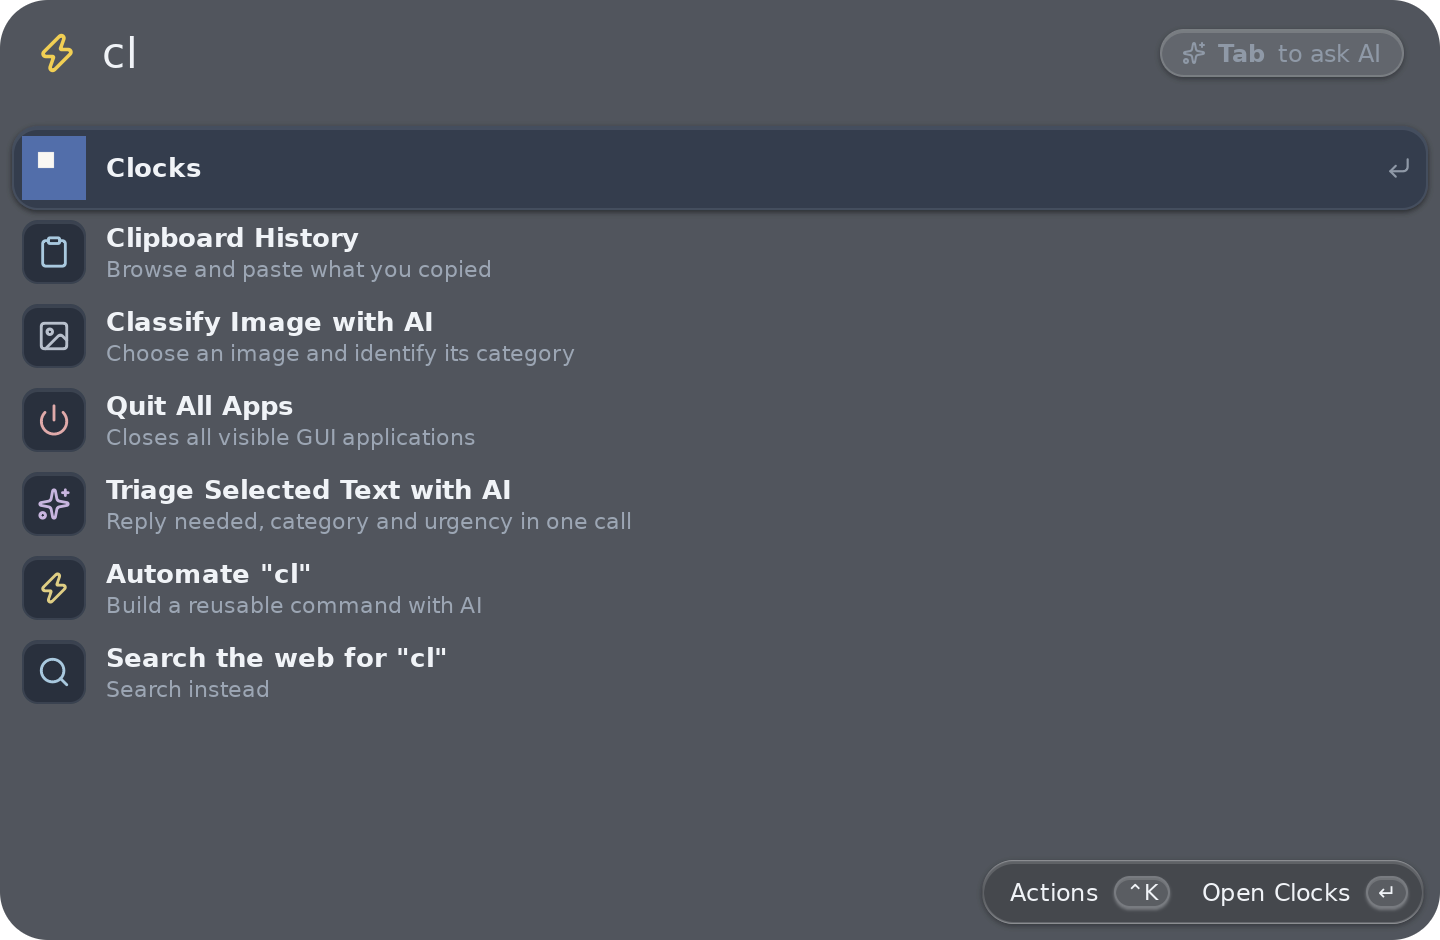 cl
Tab to ask AI
Clocks
Clipboard History
Browse and paste what you copied
Classify Image with AI
Choose an image and identify its category
Quit All Apps
Closes all visible GUI applications
Triage Selected Text with AI
Reply needed, category and urgency in one call
Automate "cl"
Build a reusable command with AI
Search the web for "cl"
Search instead
Actions ^K Open Clocks ↵